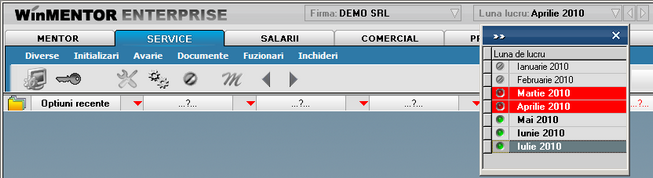 WINMENTOR ENTERPRISE Firma: DEMO SRL Luna lucru: Aprilie 2010
MENTOR SERVICE SALARII COMERCIAL
Diverse Initializari Avarie Documente Fuzionari Inchideri
m
Optiuni recente ...?... ...?... ...?... ...?...
>>
Luna de lucru
Ianuarie 2010
Februarie 2010
Martie 2010
Aprilie 2010
Mai 2010
Iunie 2010
Iulie 2010